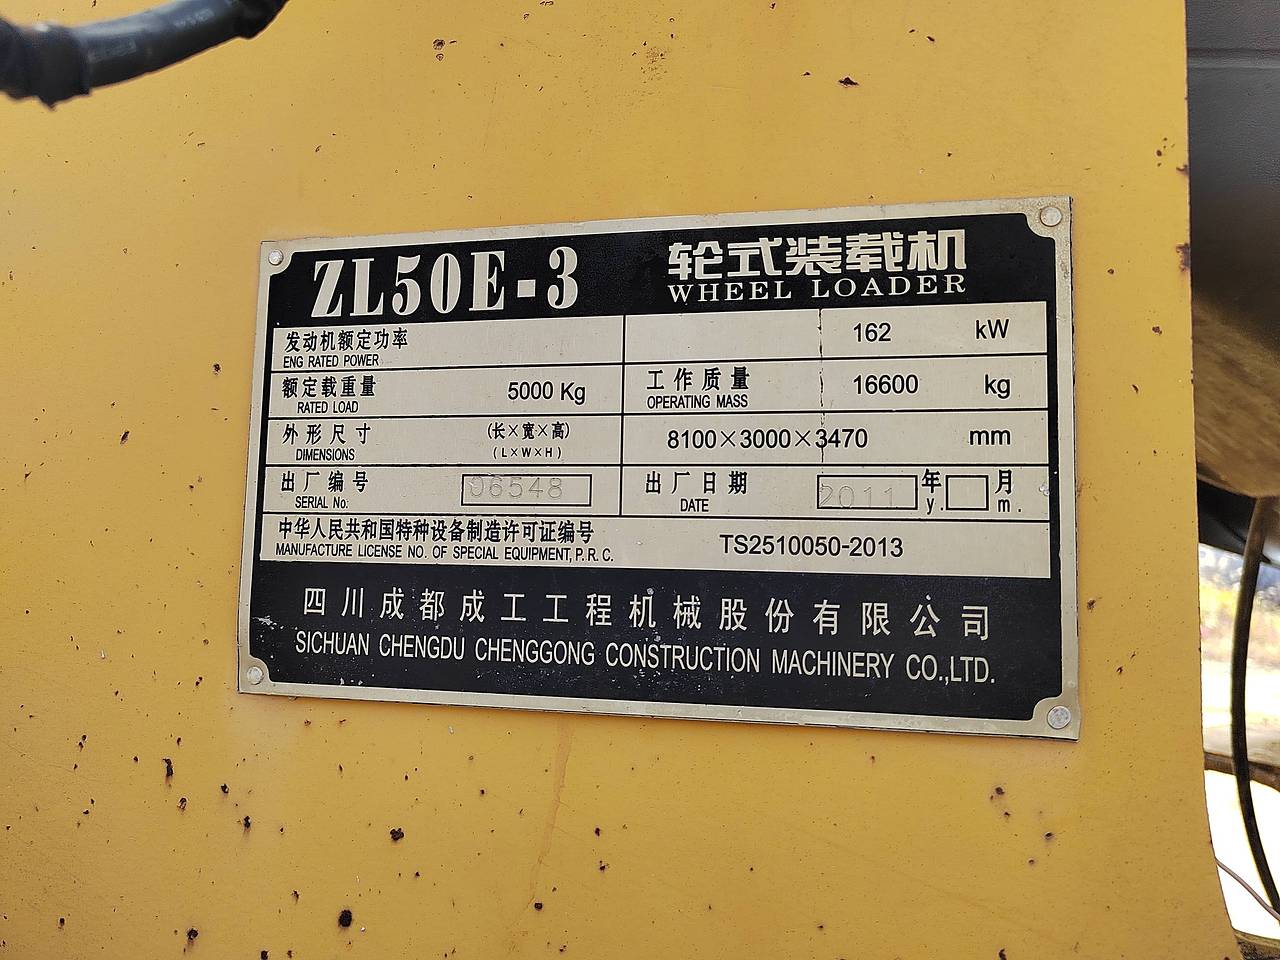 ZL50E-3 轮式装载机
WHEEL LOADER
发动机额定功率 162 kW
ENG RATED POWER
额定载重量 5000 Kg 工作质量 16600 kg
RATED LOAD OPERATING MASS
外形尺寸 (长×宽×高) 8100×3000×3470 mm
DIMENSIONS (L×W×H)
出厂编号 06548 出厂日期 2011 年 月
SERIAL No. DATE y. m.
中华人民共和国特种设备制造许可证编号 TS2510050-2013
MANUFACTURE LICENSE NO. OF SPECIAL EQUIPMENT, P.R.C.
四川成都成工工程机械股份有限公司
SICHUAN CHENGDU CHENGGONG CONSTRUCTION MACHINERY CO.,LTD.